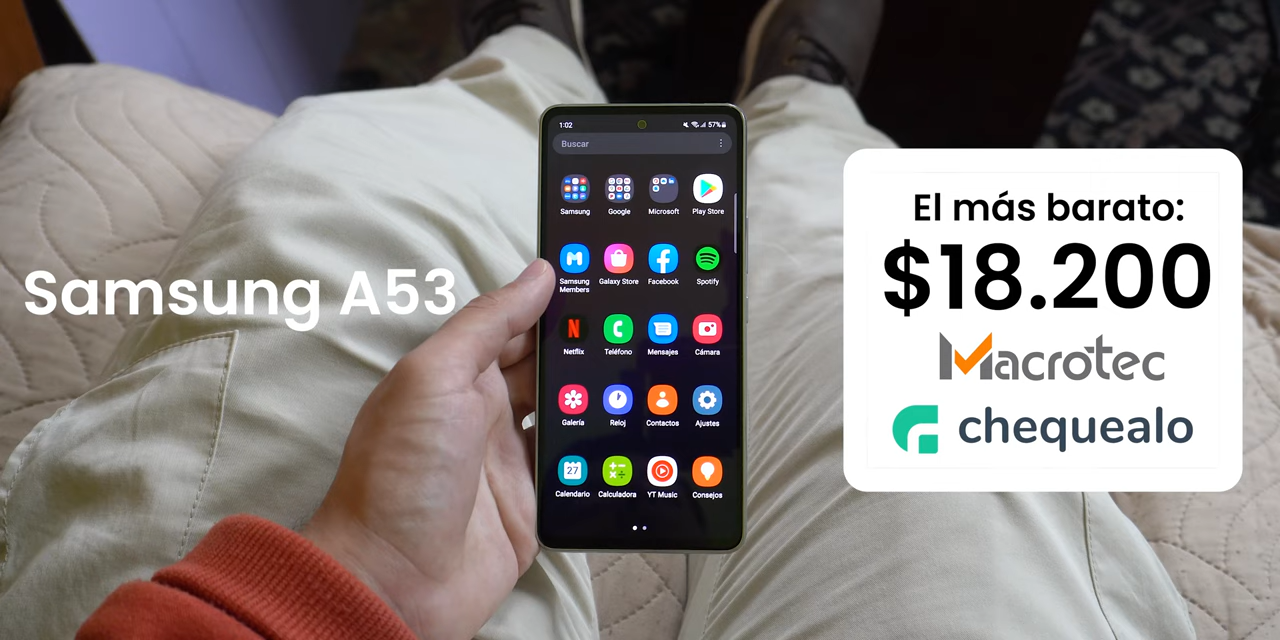 Samsung A53
1:02
57%
Buscar
Samsung
Google
Microsoft
Play Store
Samsung Members
Galaxy Store
Facebook
Spotify
Netflix
Teléfono
Mensajes
Cámara
Galería
Reloj
Contactos
Ajustes
27
Calendario
Calculadora
YT Music
Consejos
El más barato:
$18.200
Macrotec
chequealo